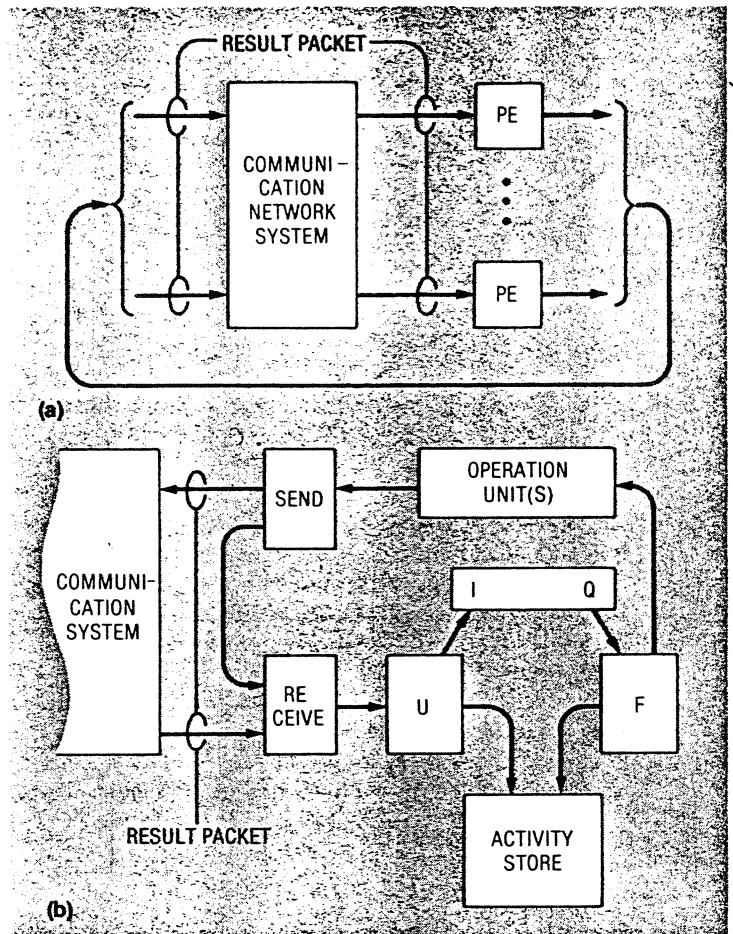 RESULT PACKET
COMMUNI-
CATION
NETWORK
SYSTEM
PE
PE
(a)
COMMUNI-
CATION
SYSTEM
SEND
OPERATION
UNIT(S)
I Q
RE
CEIVE
U
F
RESULT PACKET
ACTIVITY
STORE
(b)